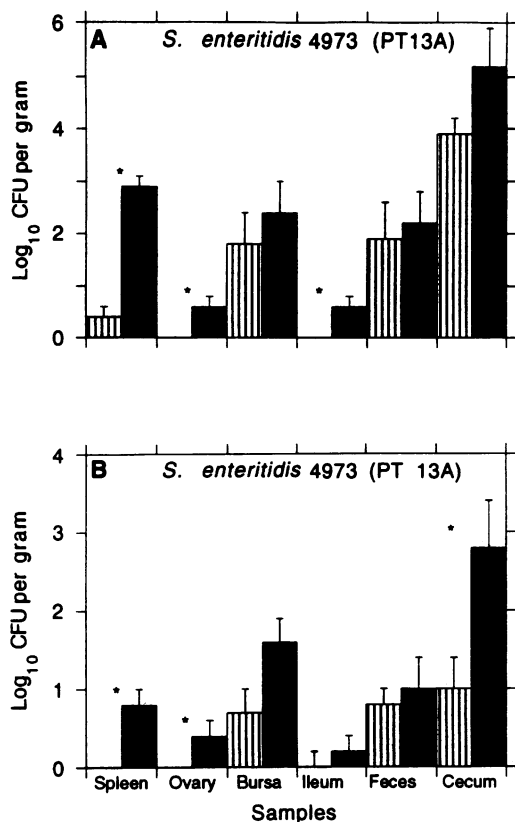 A S. enteritidis 4973 (PT13A)
6
4
2
0
Log10 CFU per gram
*
*
*
B S. enteritidis 4973 (PT 13A)
4
3
2
1
0
Log10 CFU per gram
*
*
*
Spleen Ovary Bursa Ileum Feces Cecum
Samples